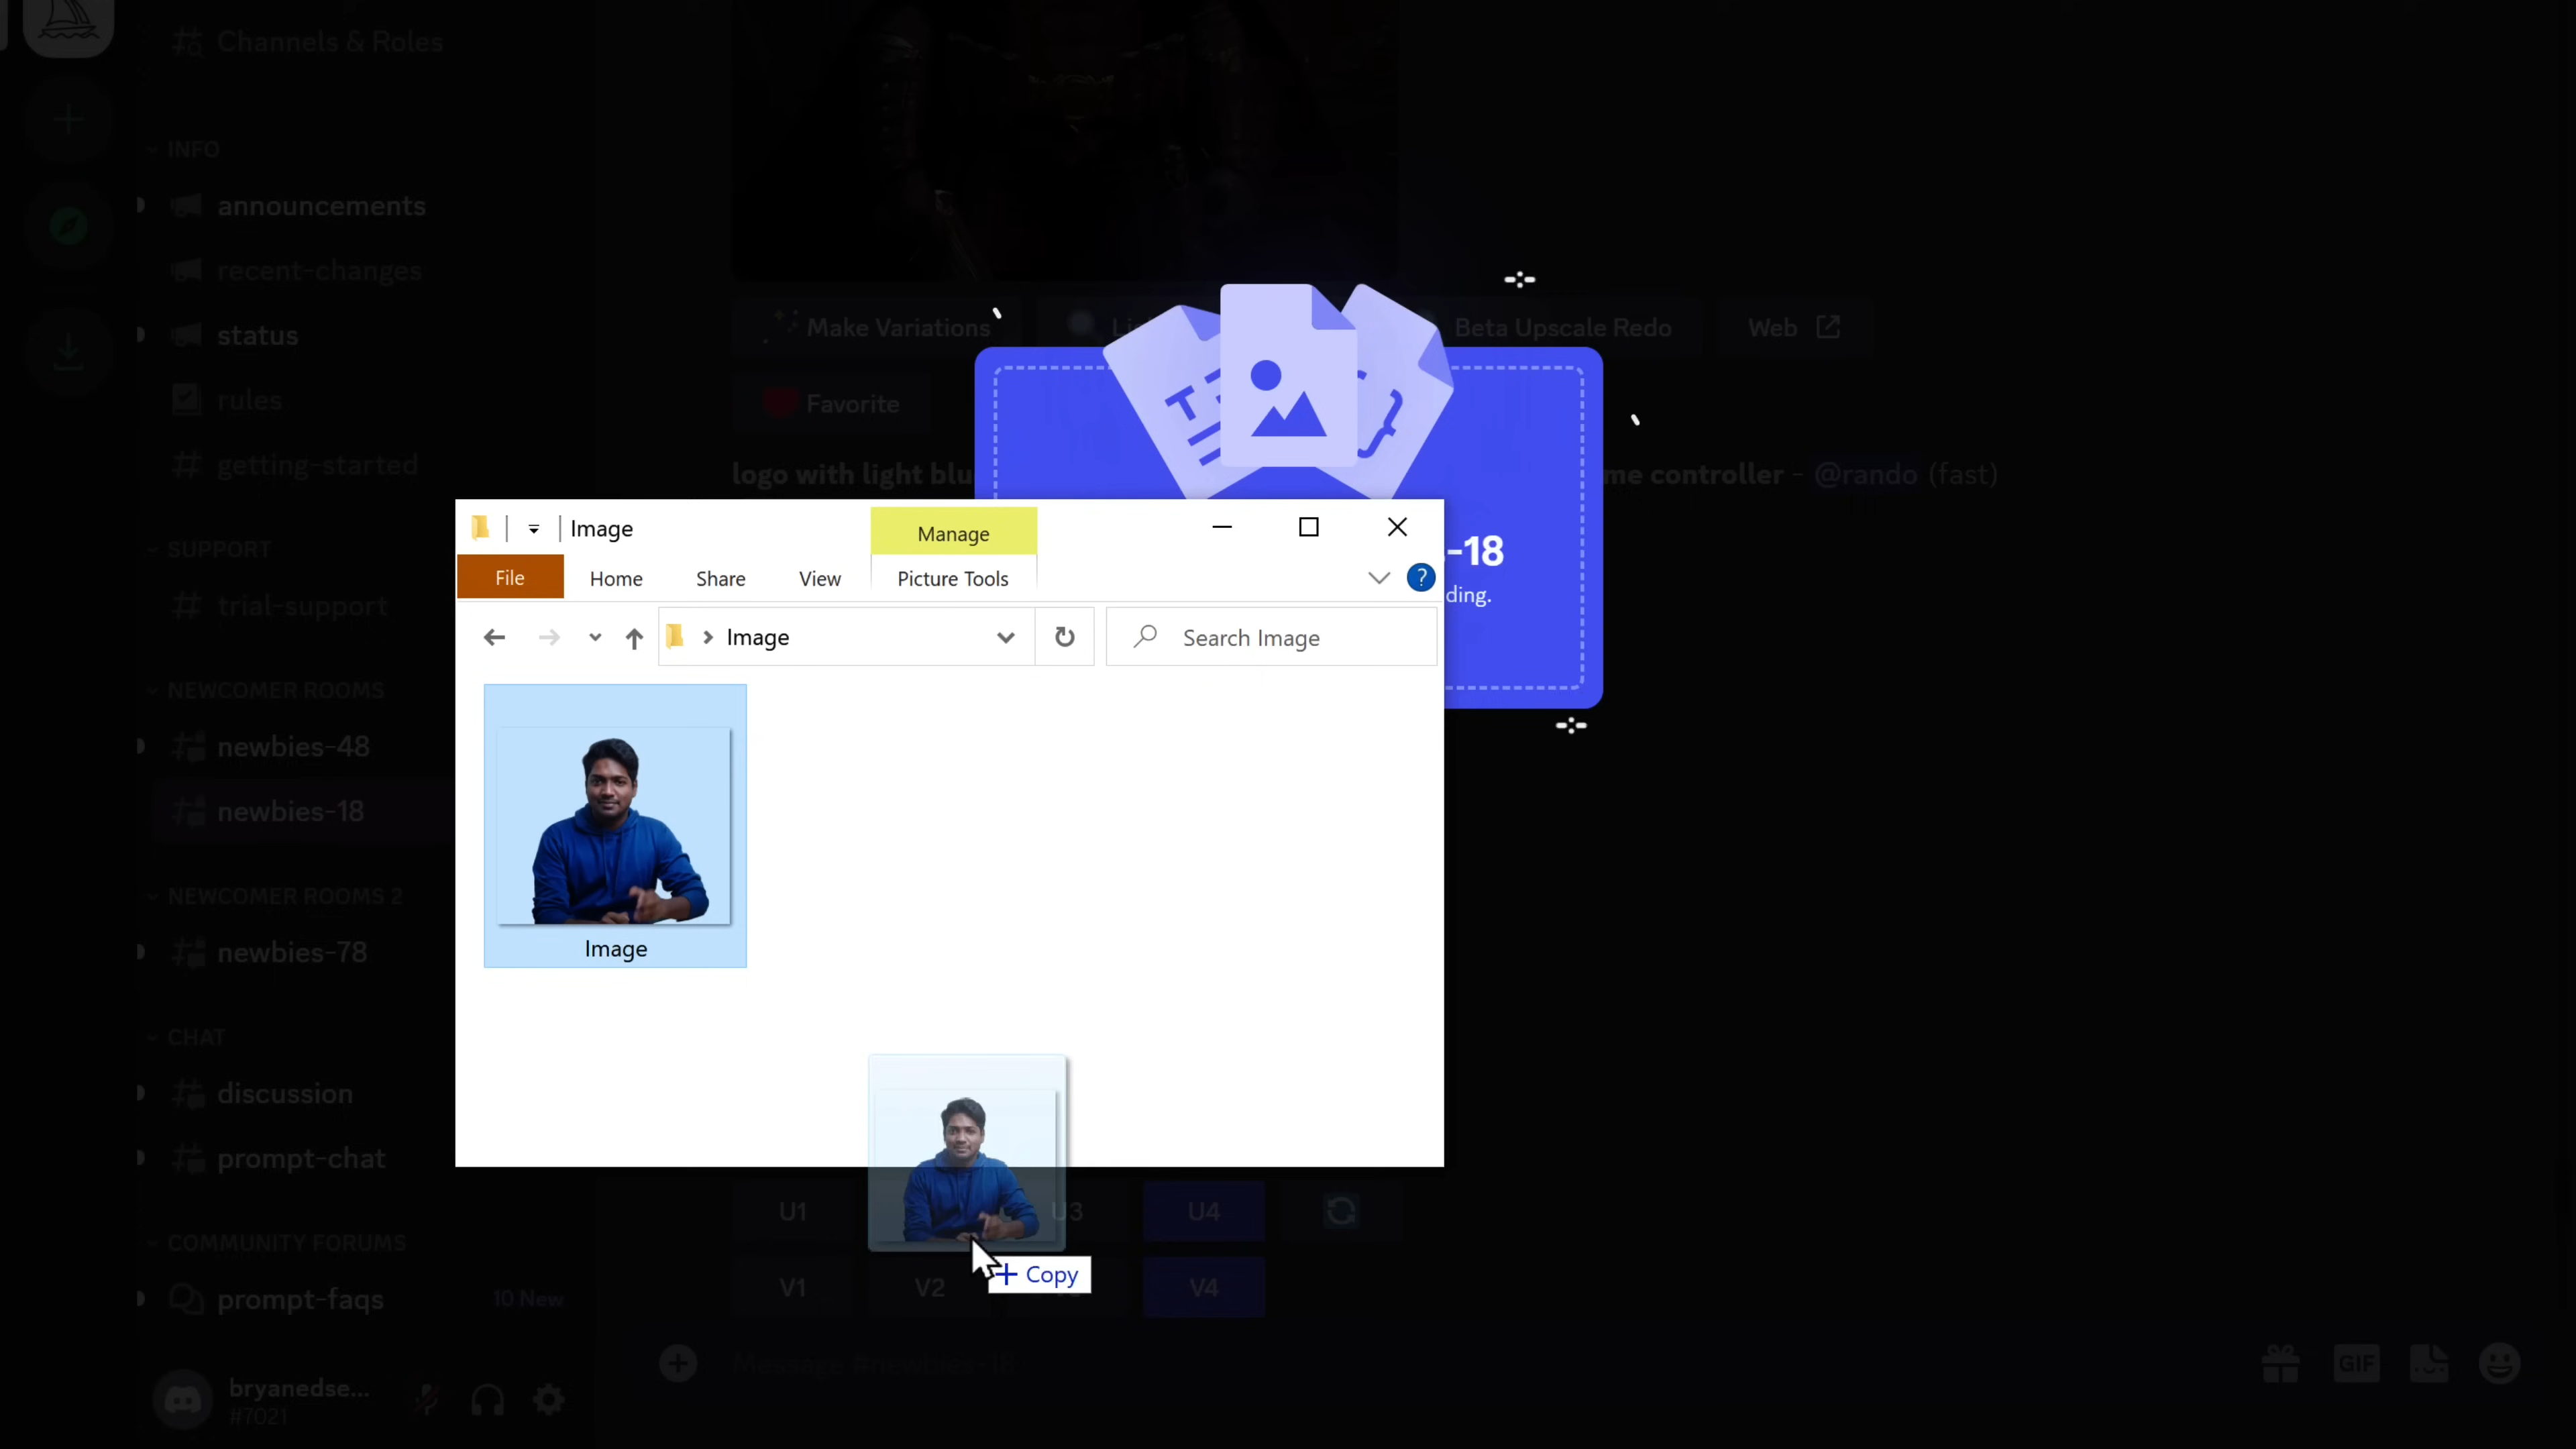 Channels & Roles
INFO
announcements
recent-changes
status
rules
getting-started
SUPPORT
trial-support
NEWCOMER ROOMS
newbies-48
newbies-18
NEWCOMER ROOMS 2
newbies-78
CHAT
discussion
prompt-chat
COMMUNITY FORUMS
prompt-faqs
10 New
bryanedse...
#7021
Make Variations
Beta Upscale Redo
Web
Favorite
logo with light blu
me controller - @rando (fast)
-18
ding.
Image
Manage
File
Home
Share
View
Picture Tools
?
Image
Search Image
Image
U1
U3
U4
Copy
V1
V2
V4
Message #newbies-18
GIF